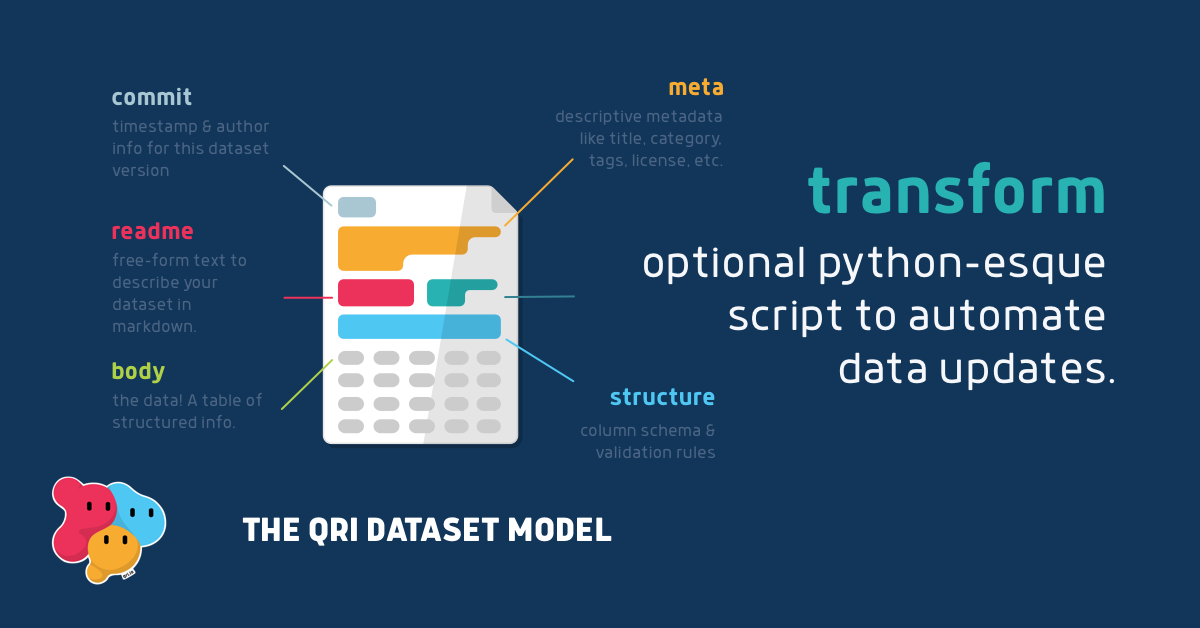 commit
timestamp & author
info for this dataset
version
readme
free-form text to
describe your
dataset in
markdown.
body
the data! A table of
structured info.
meta
descriptive metadata
like title, category,
tags, license, etc.
transform
optional python-esque
script to automate
data updates.
structure
column schema &
validation rules
THE QRI DATASET MODEL